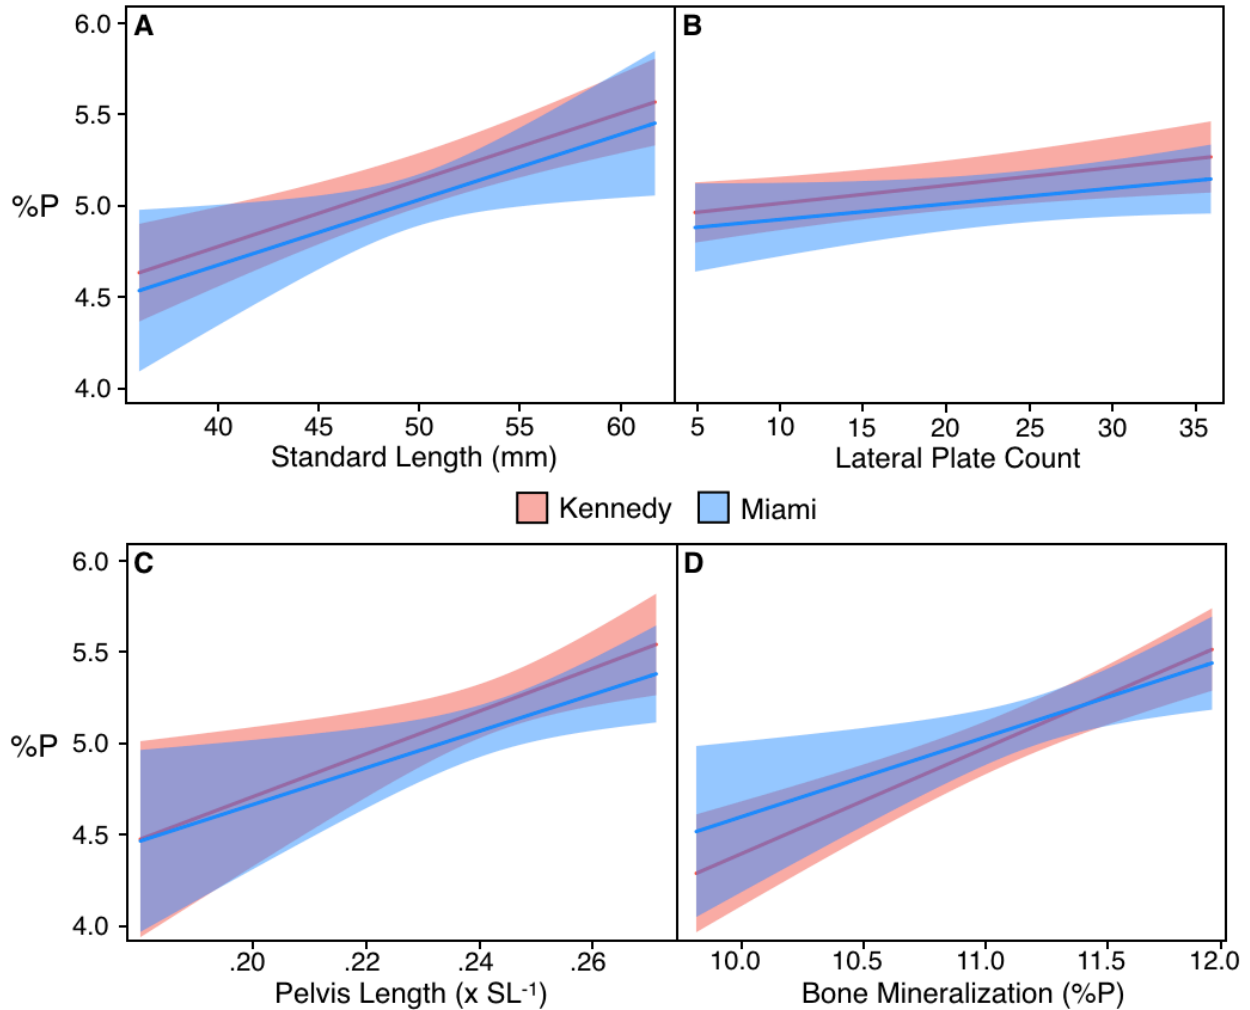 A B
6.0
5.5
%P 5.0
4.5
4.0
40 45 50 55 60 5 10 15 20 25 30 35
Standard Length (mm) Lateral Plate Count
Kennedy Miami
C D
6.0
5.5
%P 5.0
4.5
4.0
.20 .22 .24 .26 10.0 10.5 11.0 11.5 12.0
Pelvis Length (x SL⁻¹) Bone Mineralization (%P)